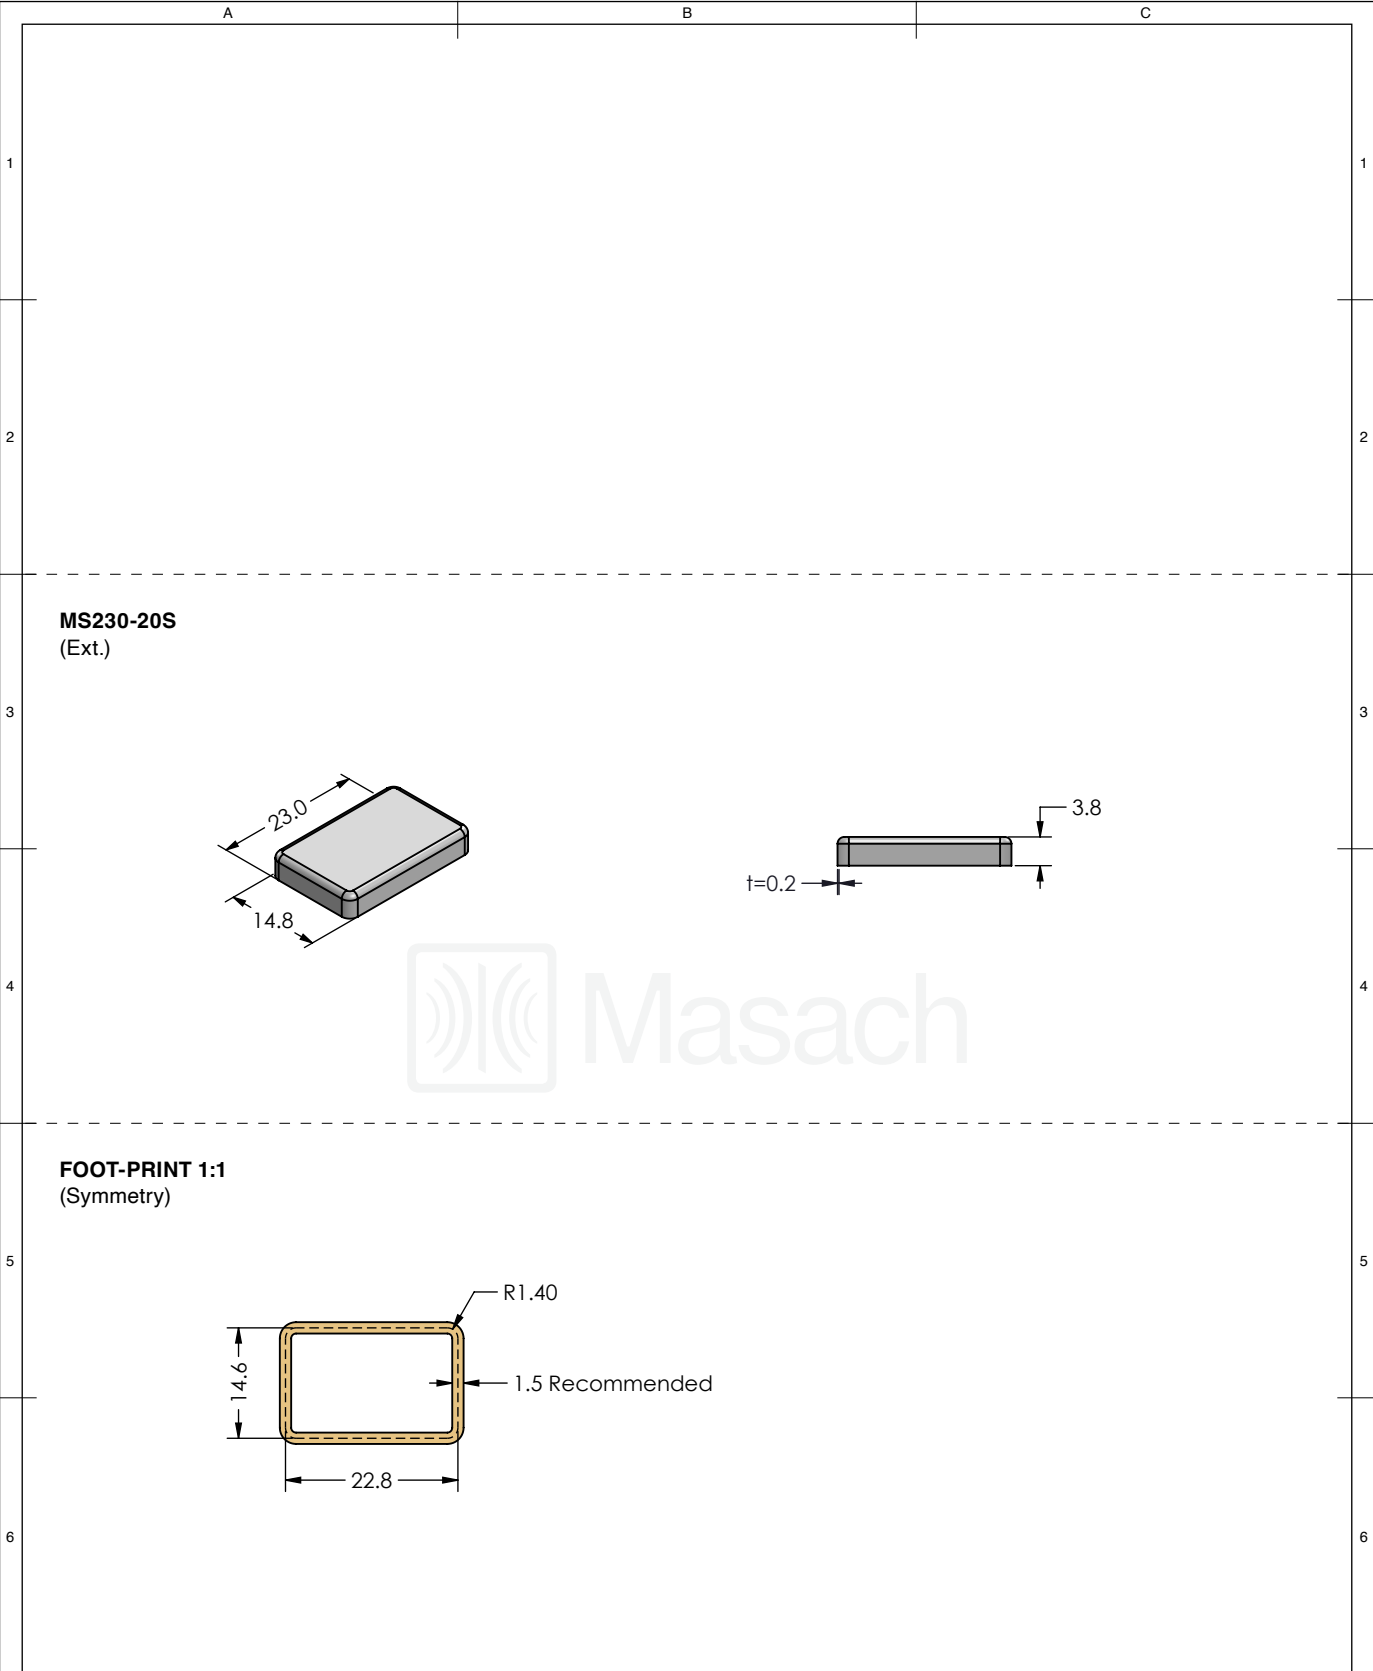 A B C
1 1
2 2
MS230-20S
(Ext.)
3 3
23.0
3.8
t=0.2
14.8
4 4
Masach
FOOT-PRINT 1:1
(Symmetry)
5 5
R1.40
14.6
1.5 Recommended
22.8
6 6